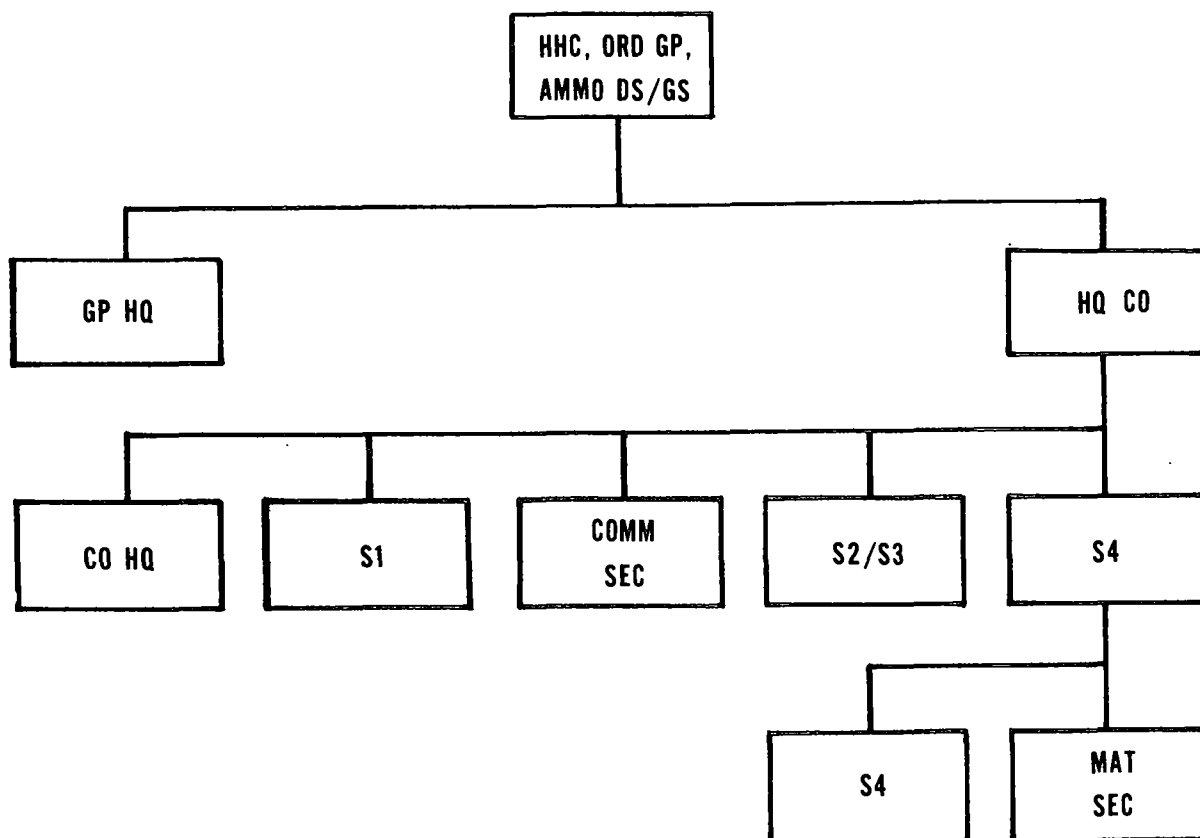 HHC, ORD GP,
AMMO DS/GS
GP HQ
HQ CO
CO HQ
S1
COMM
SEC
S2/S3
S4
S4
MAT
SEC